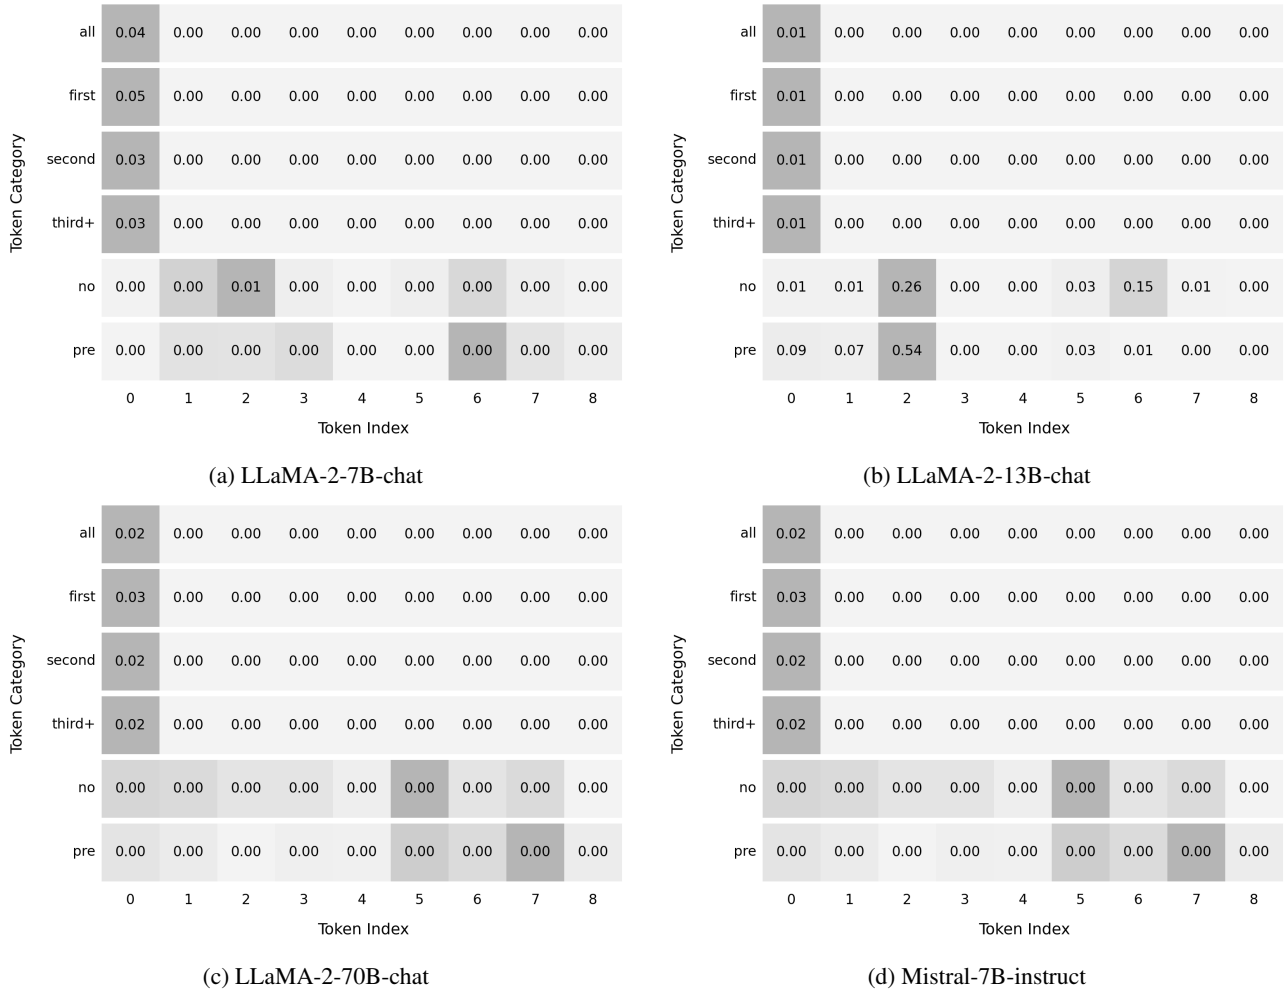 all 0.04 0.00 0.00 0.00 0.00 0.00 0.00 0.00 0.00
first 0.05 0.00 0.00 0.00 0.00 0.00 0.00 0.00 0.00
second 0.03 0.00 0.00 0.00 0.00 0.00 0.00 0.00 0.00
third+ 0.03 0.00 0.00 0.00 0.00 0.00 0.00 0.00 0.00
no 0.00 0.00 0.01 0.00 0.00 0.00 0.00 0.00 0.00
pre 0.00 0.00 0.00 0.00 0.00 0.00 0.00 0.00 0.00
0 1 2 3 4 5 6 7 8
Token Index
Token Category
(a) LLaMA-2-7B-chat
all 0.01 0.00 0.00 0.00 0.00 0.00 0.00 0.00 0.00
first 0.01 0.00 0.00 0.00 0.00 0.00 0.00 0.00 0.00
second 0.01 0.00 0.00 0.00 0.00 0.00 0.00 0.00 0.00
third+ 0.01 0.00 0.00 0.00 0.00 0.00 0.00 0.00 0.00
no 0.01 0.01 0.26 0.00 0.00 0.03 0.15 0.01 0.00
pre 0.09 0.07 0.54 0.00 0.00 0.03 0.01 0.00 0.00
0 1 2 3 4 5 6 7 8
Token Index
Token Category
(b) LLaMA-2-13B-chat
all 0.02 0.00 0.00 0.00 0.00 0.00 0.00 0.00 0.00
first 0.03 0.00 0.00 0.00 0.00 0.00 0.00 0.00 0.00
second 0.02 0.00 0.00 0.00 0.00 0.00 0.00 0.00 0.00
third+ 0.02 0.00 0.00 0.00 0.00 0.00 0.00 0.00 0.00
no 0.00 0.00 0.00 0.00 0.00 0.00 0.00 0.00 0.00
pre 0.00 0.00 0.00 0.00 0.00 0.00 0.00 0.00 0.00
0 1 2 3 4 5 6 7 8
Token Index
Token Category
(c) LLaMA-2-70B-chat
all 0.02 0.00 0.00 0.00 0.00 0.00 0.00 0.00 0.00
first 0.03 0.00 0.00 0.00 0.00 0.00 0.00 0.00 0.00
second 0.02 0.00 0.00 0.00 0.00 0.00 0.00 0.00 0.00
third+ 0.02 0.00 0.00 0.00 0.00 0.00 0.00 0.00 0.00
no 0.00 0.00 0.00 0.00 0.00 0.00 0.00 0.00 0.00
pre 0.00 0.00 0.00 0.00 0.00 0.00 0.00 0.00 0.00
0 1 2 3 4 5 6 7 8
Token Index
Token Category
(d) Mistral-7B-instruct